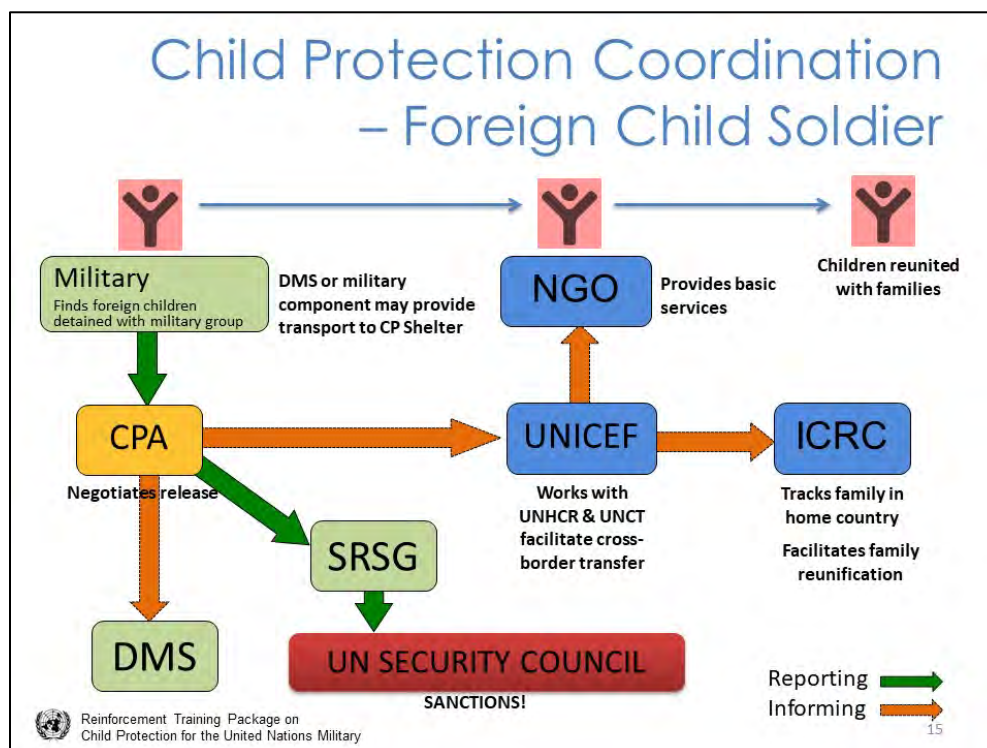 Child Protection Coordination
– Foreign Child Soldier
Military
Finds foreign children
detained with military group
DMS or military
component may provide
transport to CP Shelter
NGO
Provides basic
services
Children reunited
with families
CPA
Negotiates release
UNICEF
Works with
UNHCR & UNCT
facilitate cross-
border transfer
ICRC
Tracks family in
home country
Facilitates family
reunification
SRSG
DMS
UN SECURITY COUNCIL
SANCTIONS!
Reporting
Informing
Reinforcement Training Package on
Child Protection for the United Nations Military
15